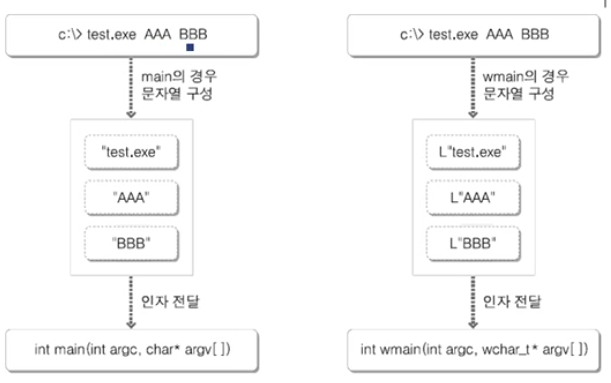 c:\> test.exe AAA BBB
main의 경우
문자열 구성
"test.exe"
"AAA"
"BBB"
인자 전달
int main(int argc, char* argv[ ])
c:\> test.exe AAA BBB
wmain의 경우
문자열 구성
L"test.exe"
L"AAA"
L"BBB"
인자 전달
int wmain(int argc, wchar_t* argv[ ])